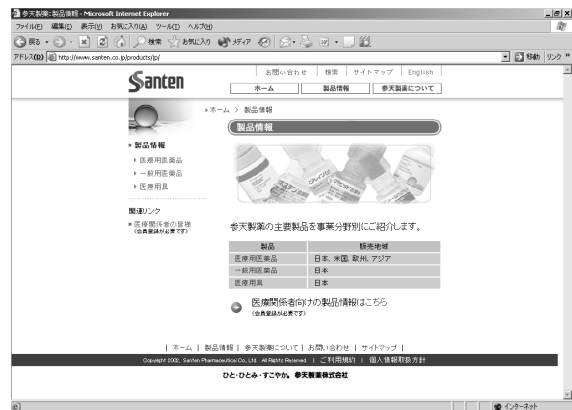 参天製薬:製品情報 - Microsoft Internet Explorer
ファイル(F) 編集(E) 表示(V) お気に入り(A) ツール(T) ヘルプ(H)
戻る 検索 お気に入り メディア
アドレス(D) http://www.santen.co.jp/products/jp/ 移動 リンク
Santen
お問い合わせ | 検索 | サイトマップ | English
ホーム 製品情報 参天製薬について
ホーム > 製品情報
製品情報
製品情報
医療用医薬品
一般用医薬品
医療用具
関連リンク
医療関係者の皆様
(会員登録が必要です)
参天製薬の主要製品を事業分野別にご紹介します。
製品 販売地域
医療用医薬品 日本、米国、欧州、アジア
一般用医薬品 日本
医療用具 日本
医療関係者向けの製品情報はこちら
(会員登録が必要です)
| ホーム | 製品情報 | 参天製薬について | お問い合わせ | サイトマップ |
Copyright 2002, Santen Pharmaceutical Co., Ltd. All Rights Reserved. | ご利用規約 | 個人情報取扱方針
ひと・ひとみ・すこやか。 参天製薬株式会社
インターネット